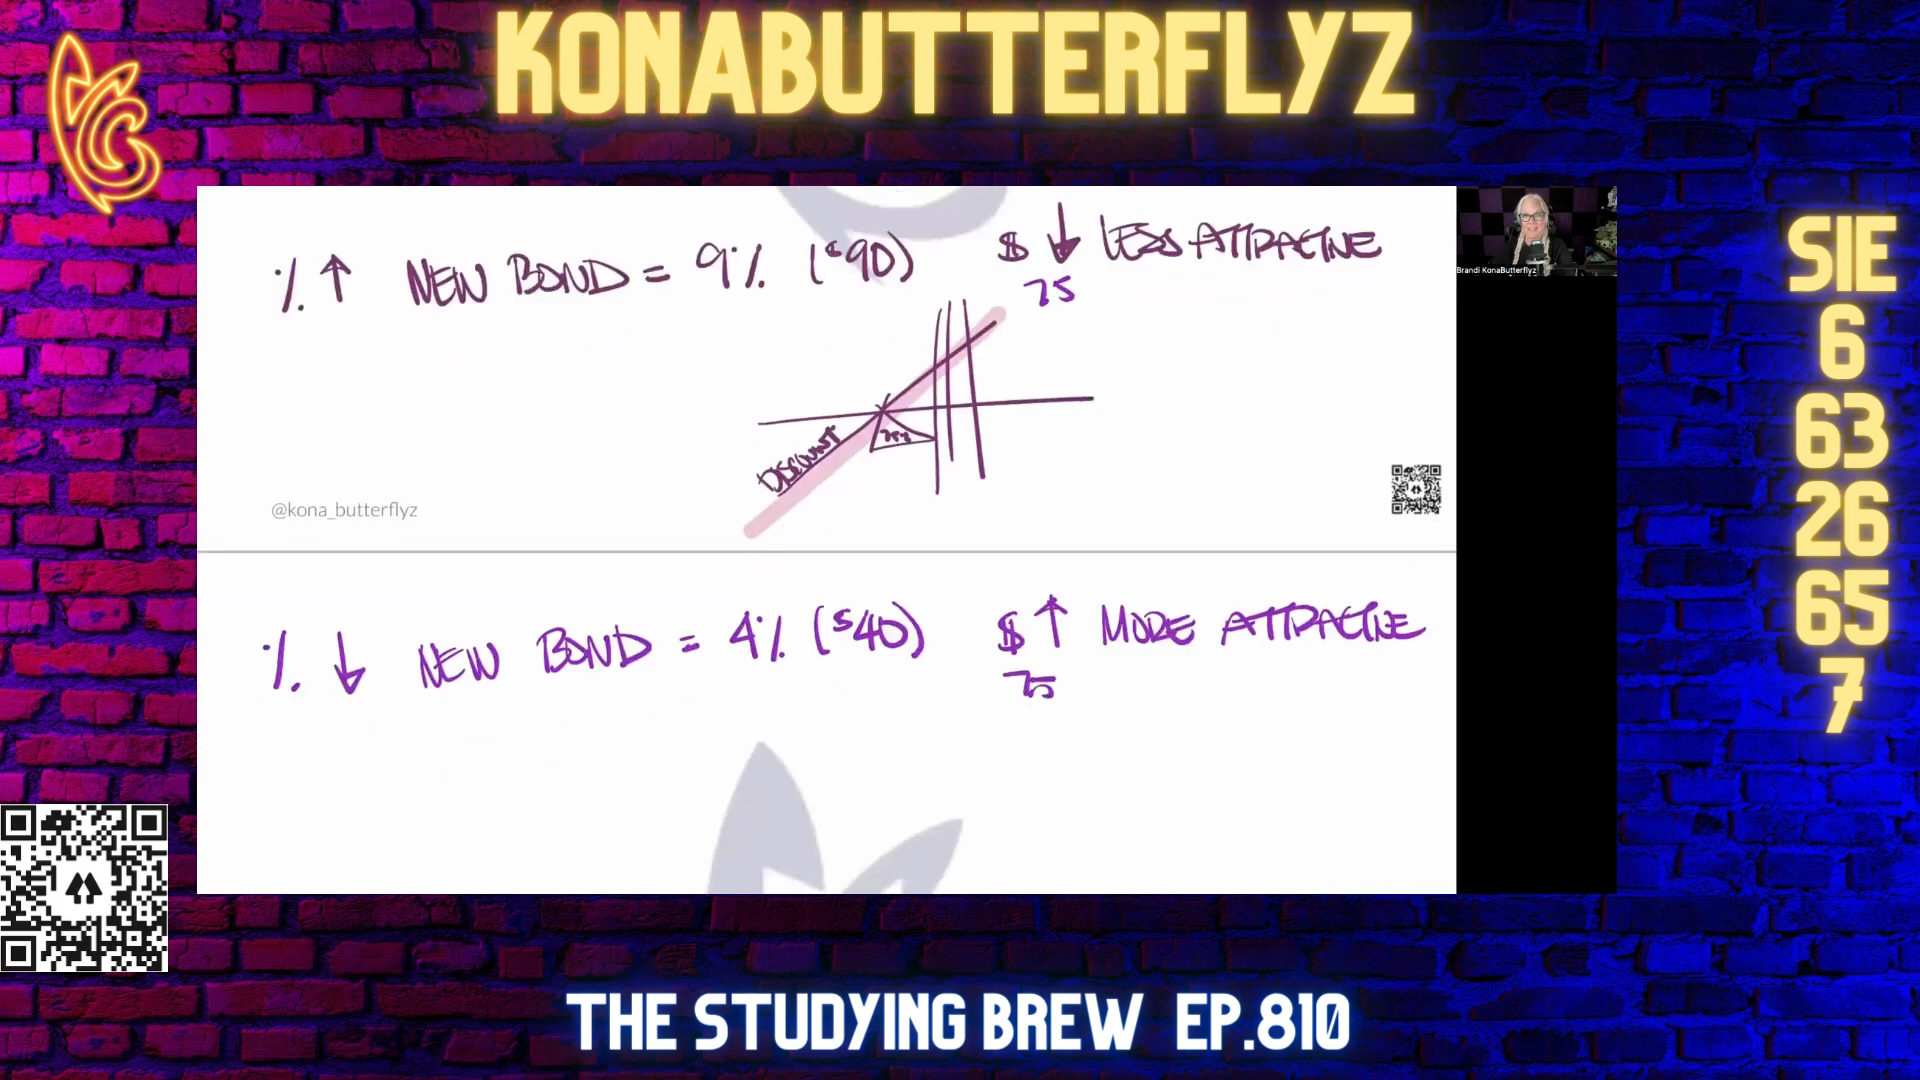 KONABUTTERFLYZ
% ↑ NEW BOND = 9% ($90) $ ↓ LESS ATTRACTIVE
75
DISCOUNT
@kona_butterflyz
% ↓ NEW BOND = 4% ($40) $ ↑ MORE ATTRACTIVE
75
Brandi KonaButterflyz
SIE
6
63
26
65
7
THE STUDYING BREW EP.810